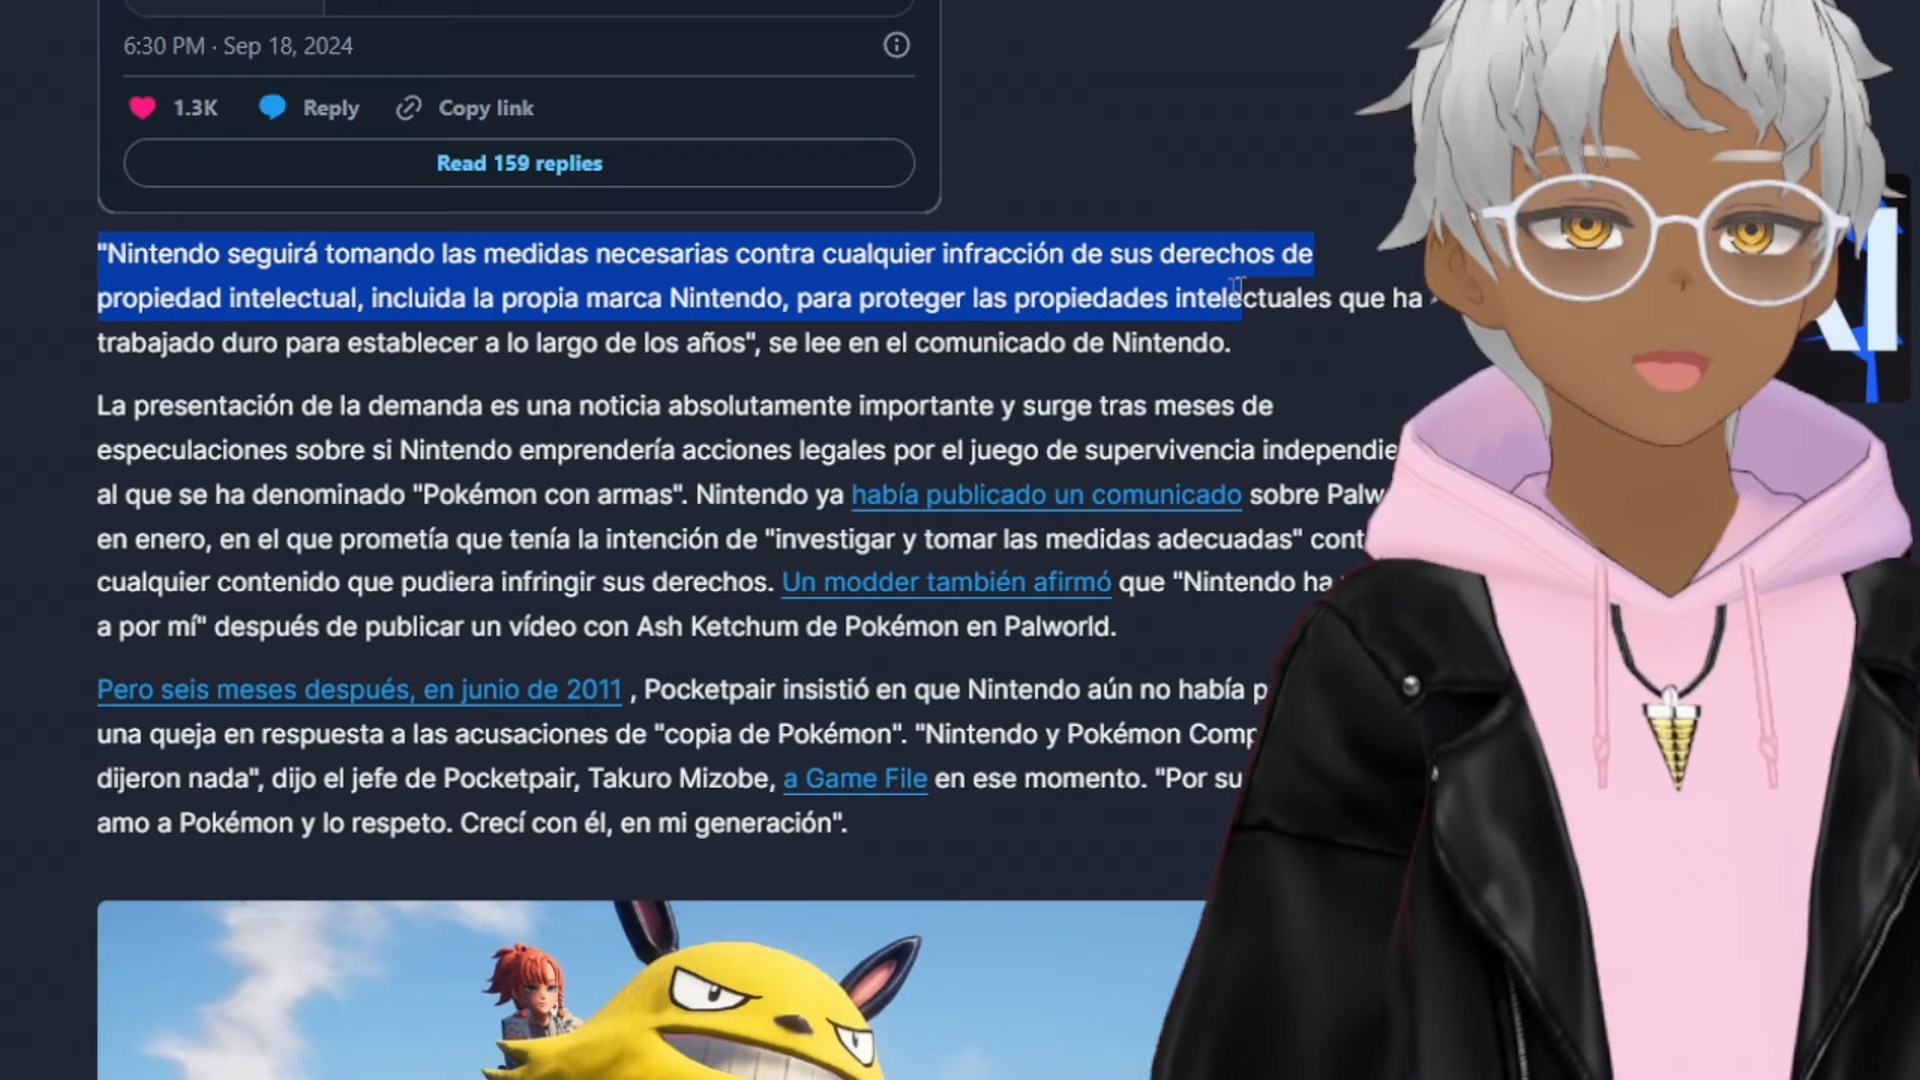 6:30 PM · Sep 18, 2024
1.3K Reply Copy link
Read 159 replies
"Nintendo seguirá tomando las medidas necesarias contra cualquier infracción de sus derechos de
propiedad intelectual, incluida la propia marca Nintendo, para proteger las propiedades intelectuales que ha
trabajado duro para establecer a lo largo de los años", se lee en el comunicado de Nintendo.
La presentación de la demanda es una noticia absolutamente importante y surge tras meses de
especulaciones sobre si Nintendo emprendería acciones legales por el juego de supervivencia
al que se ha denominado "Pokémon con armas". Nintendo ya había publicado un comunicado sobre
en enero, en el que prometía que tenía la intención de "investigar y tomar las medidas adecuadas"
cualquier contenido que pudiera infringir sus derechos. Un modder también afirmó que "Nintendo ha
a por mí" después de publicar un vídeo con Ash Ketchum de Pokémon en Palworld.
Pero seis meses después, en junio de 2011 , Pocketpair insistió en que Nintendo aún no había
una queja en respuesta a las acusaciones de "copia de Pokémon". "Nintendo y Pokémon
dijeron nada", dijo el jefe de Pocketpair, Takuro Mizobe, a Game File en ese momento. "Por
amo a Pokémon y lo respeto. Crecí con él, en mi generación".